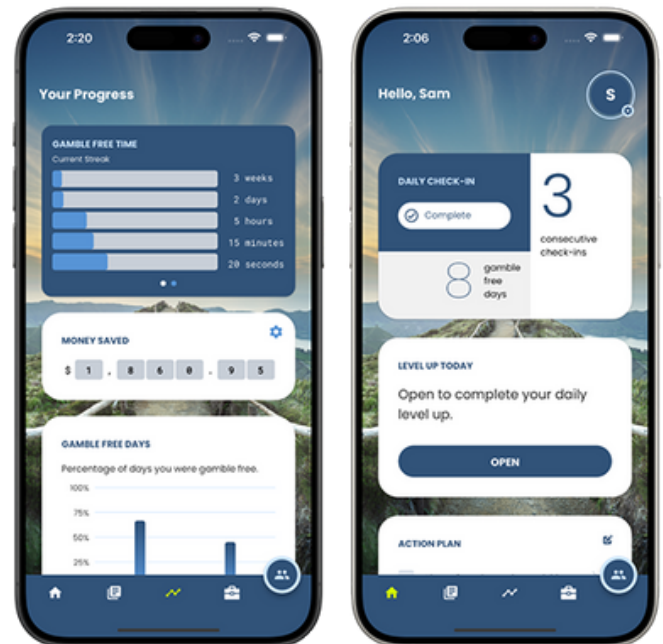 2:20
Your Progress
GAMBLE FREE TIME
Current Streak
3 weeks
2 days
5 hours
15 minutes
20 seconds
MONEY SAVED
$ 1 , 8 6 0 . 9 5
GAMBLE FREE DAYS
Percentage of days you were gamble free.
100%
75%
50%
25%
2:06
Hello, Sam
S
DAILY CHECK-IN
Complete
3
consecutive
check-ins
8
gamble
free
days
LEVEL UP TODAY
Open to complete your daily
level up.
OPEN
ACTION PLAN